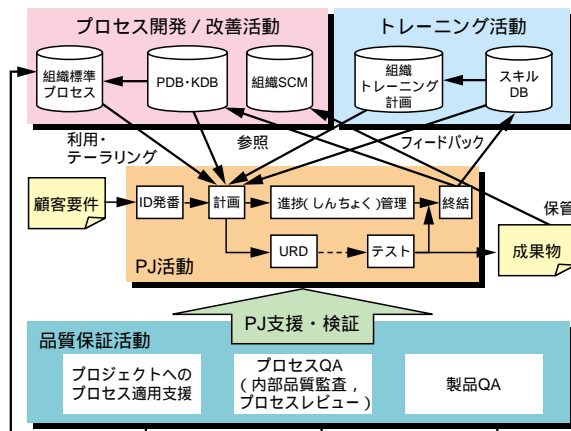 プロセス開発 / 改善活動
トレーニング活動
組織標準
プロセス
PDB・KDB
組織SCM
組織
トレーニング
計画
スキル
DB
利用・
テーラリング
参照
フィードバック
顧客要件
ID発番
計画
進捗(しんちょく)管理
終結
保管
URD
テスト
成果物
PJ活動
PJ支援・検証
品質保証活動
プロジェクトへの
プロセス適用支援
プロセスQA
(内部品質監査,
プロセスレビュー)
製品QA